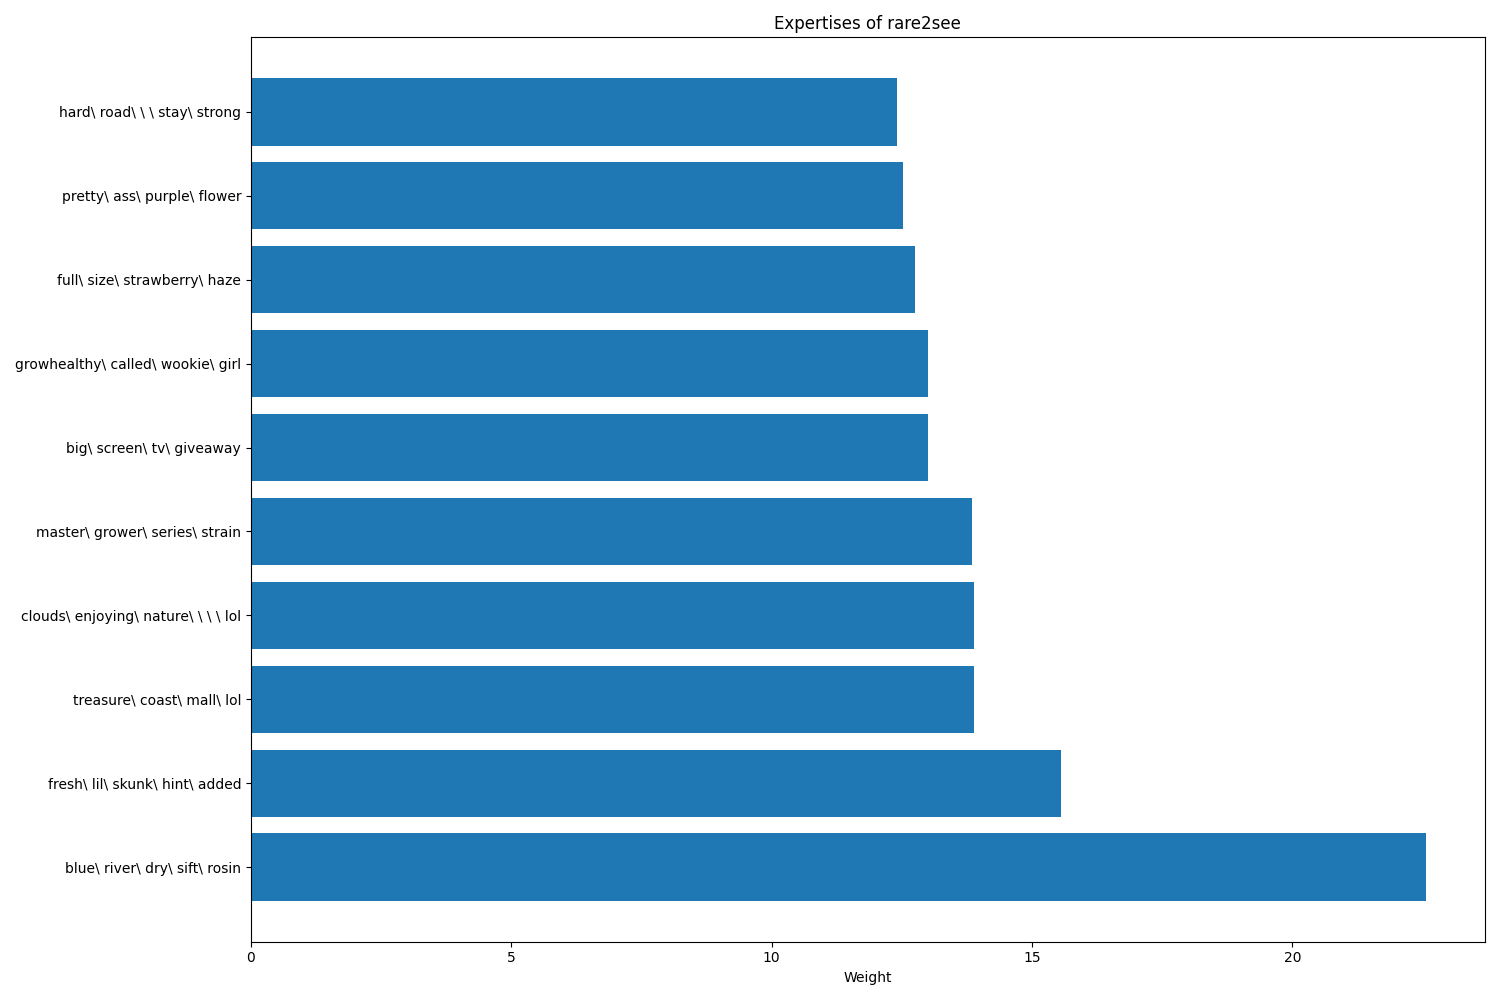 Expertises of rare2see
hard\ road\ \ \ stay\ strong
pretty\ ass\ purple\ flower
full\ size\ strawberry\ haze
growhealthy\ called\ wookie\ girl
big\ screen\ tv\ giveaway
master\ grower\ series\ strain
clouds\ enjoying\ nature\ \ \ \ lol
treasure\ coast\ mall\ lol
fresh\ lil\ skunk\ hint\ added
blue\ river\ dry\ sift\ rosin
0 5 10 15 20
Weight